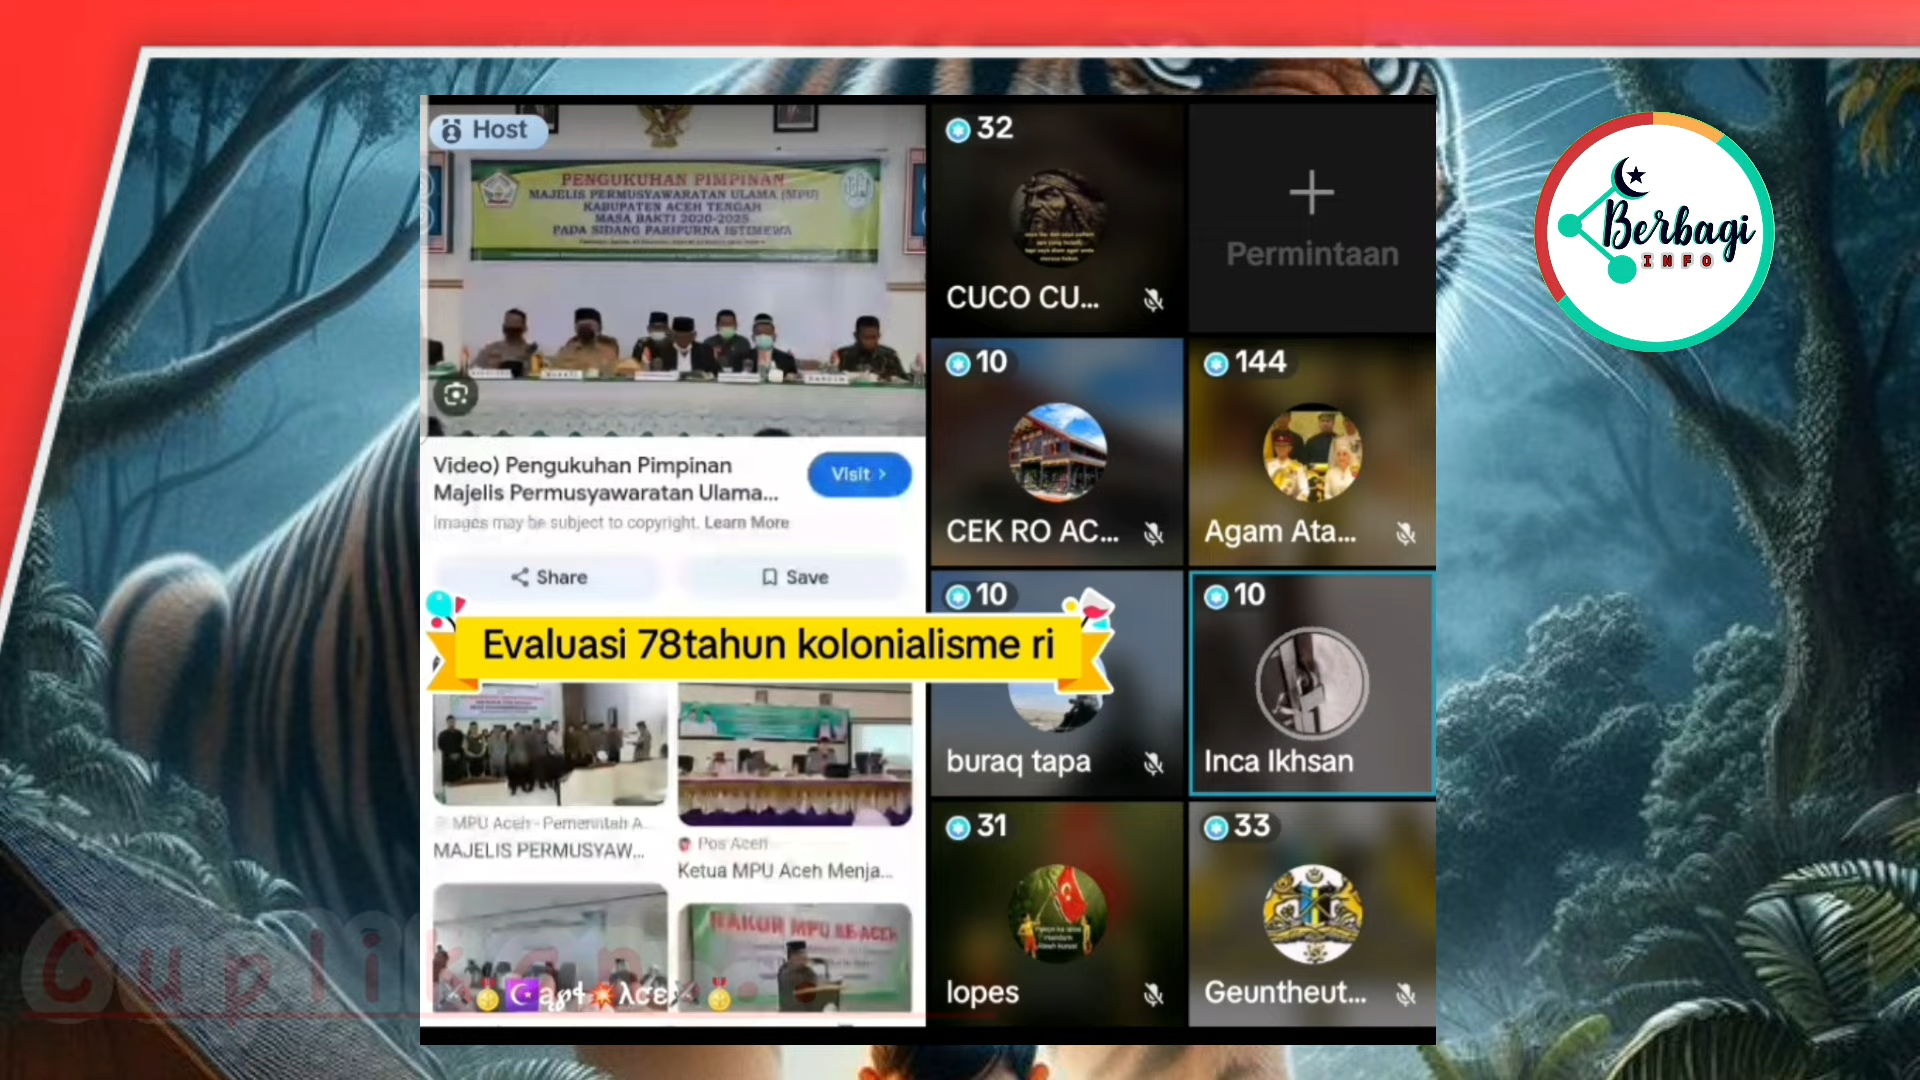 Host
PENGUKUHAN PIMPINAN
MAJELIS PERMUSYAWARATAN ULAMA (MPU)
KABUPATEN ACEH TENGAH
MASA BAKTI 2020-2025
PADA SIDANG PARIPURNA ISTIMEWA
Video) Pengukuhan Pimpinan
Majelis Permusyawaratan Ulama...
Visit >
Images may be subject to copyright. Learn More
Share
Save
Evaluasi 78tahun kolonialisme ri
MPU Aceh - Pemerintah A...
MAJELIS PERMUSYAW...
Pos Aceh
Ketua MPU Aceh Menja...
RAKOR MPU SE-ACEH
Cuplikan...
32
CUCO CU...
Permintaan
10
CEK RO AC...
144
Agam Ata...
10
buraq tapa
10
Inca Ikhsan
31
lopes
33
Geuntheut...
Berbagi
INFO